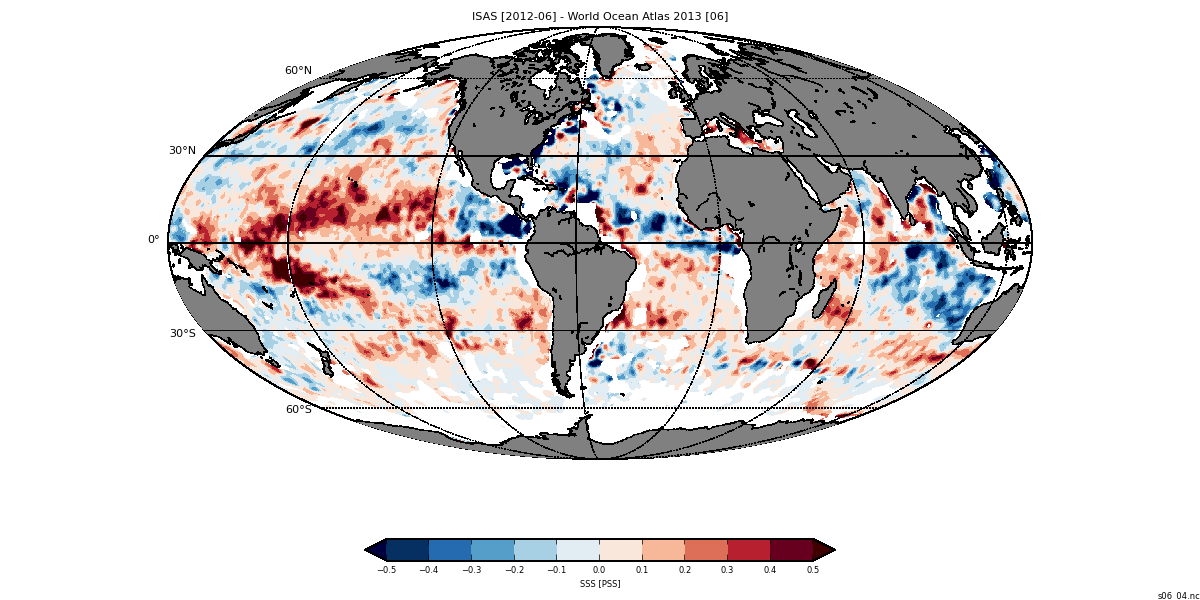 ISAS [2012-06] - World Ocean Atlas 2013 [06]
60°N
30°N
0°
30°S
60°S
−0.5 −0.4 −0.3 −0.2 −0.1 0.0 0.1 0.2 0.3 0.4 0.5
SSS [PSS]
s06_04.nc